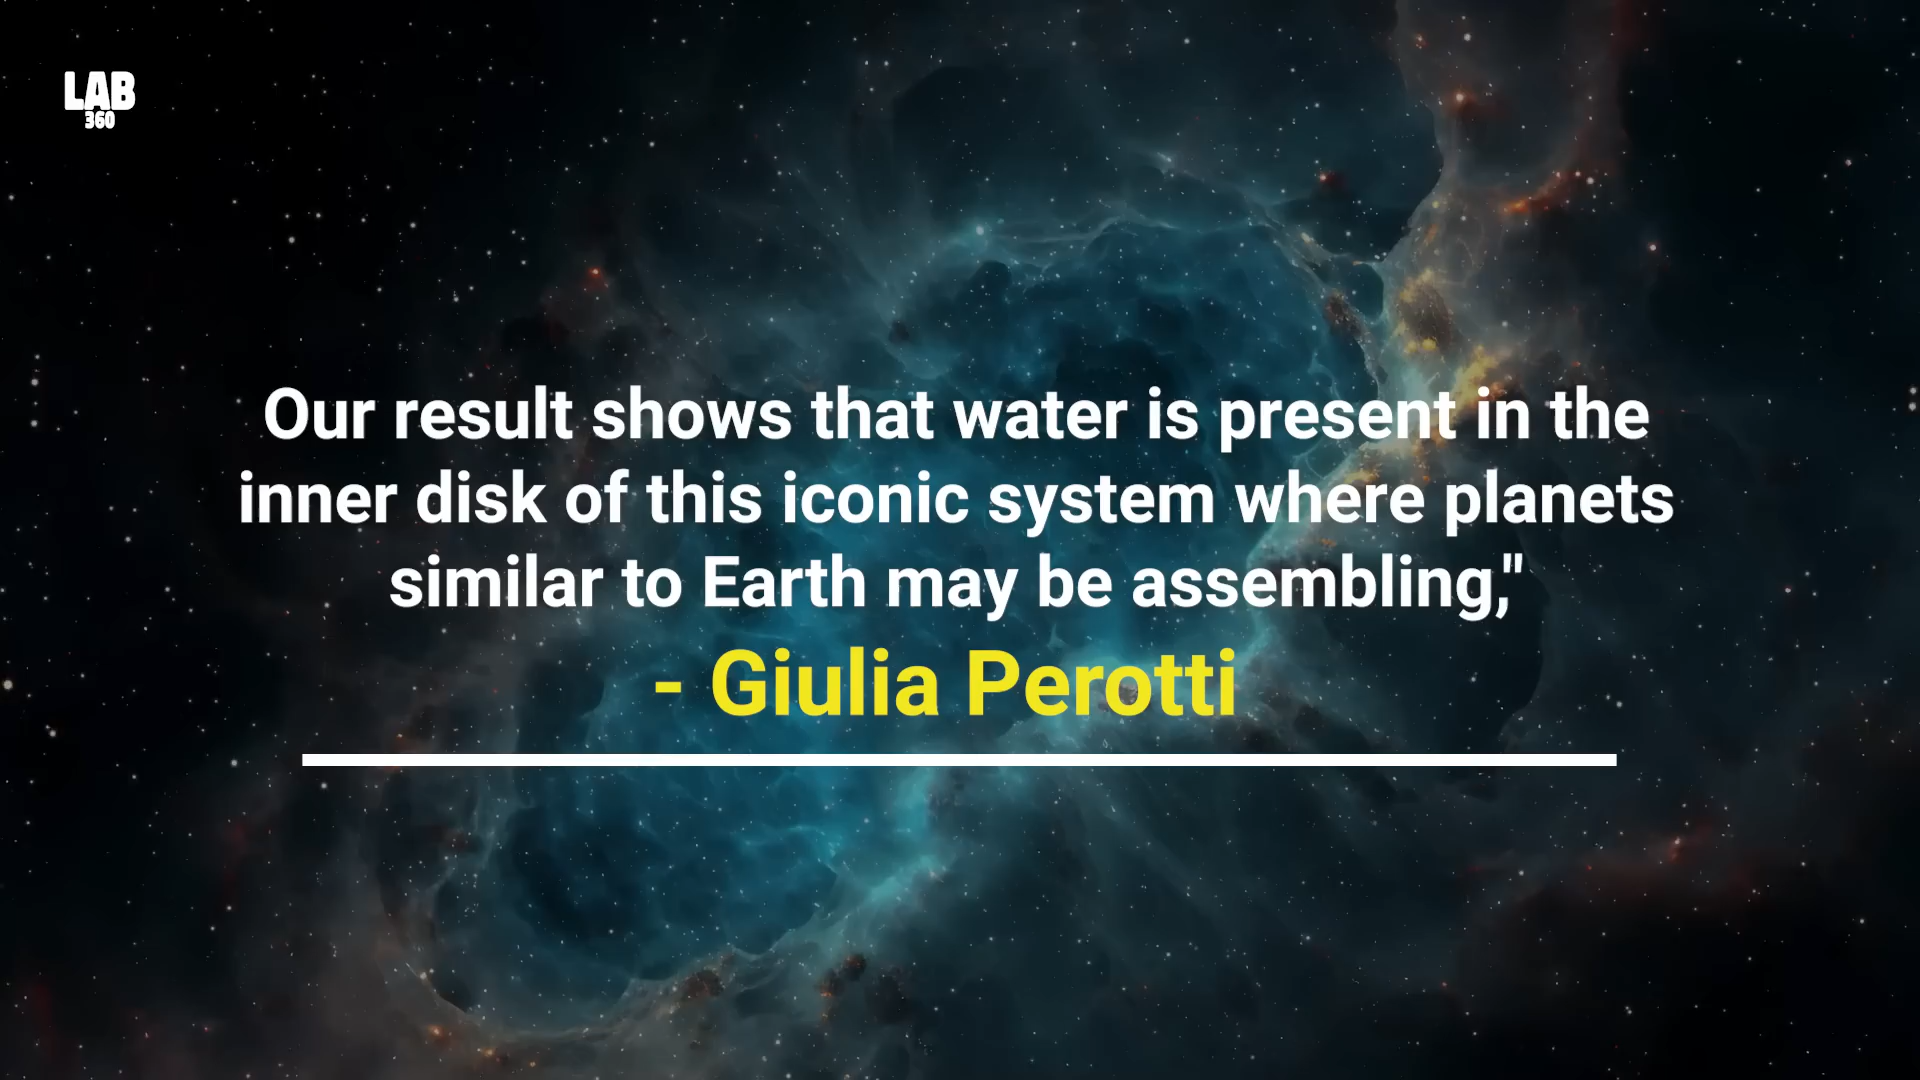 LAB
360
Our result shows that water is present in the
inner disk of this iconic system where planets
similar to Earth may be assembling,"
- Giulia Perotti